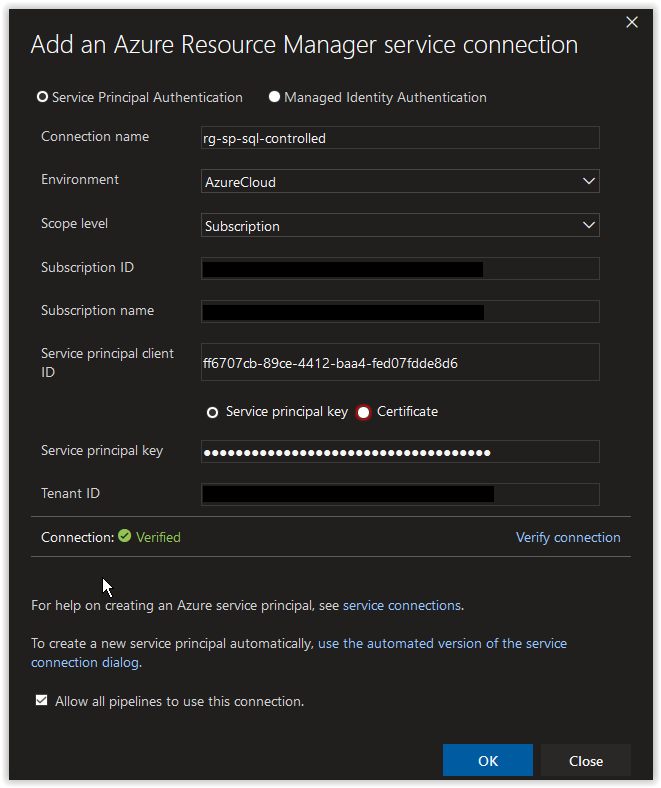 Add an Azure Resource Manager service connection
Service Principal Authentication Managed Identity Authentication
Connection name rg-sp-sql-controlled
Environment AzureCloud
Scope level Subscription
Subscription ID
Subscription name
Service principal client
ID
ff6707cb-89ce-4412-baa4-fed07fdde8d6
Service principal key Certificate
Service principal key ••••••••••••••••••••••••••••••••••••
Tenant ID
Connection: Verified Verify connection
For help on creating an Azure service principal, see service connections.
To create a new service principal automatically, use the automated version of the service
connection dialog.
Allow all pipelines to use this connection.
OK Close